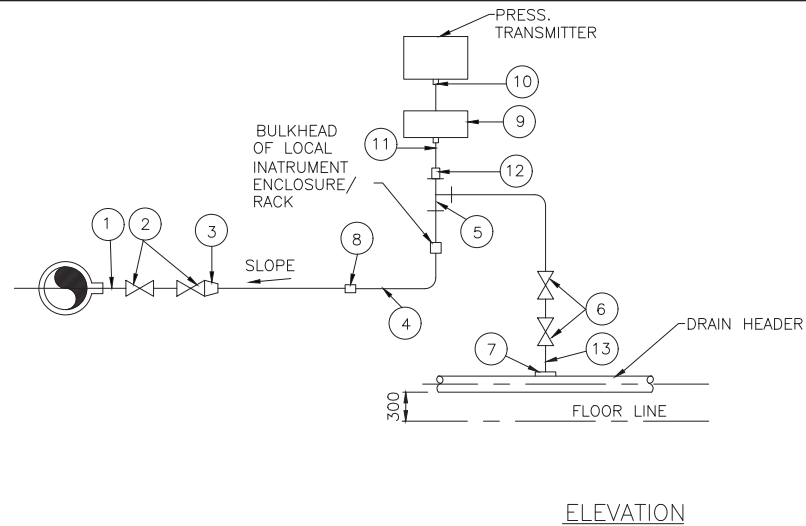 PRESS.
TRANSMITTER
10
9
BULKHEAD
OF LOCAL
INATRUMENT
ENCLOSURE/
RACK
11
12
1
2
3
8
5
SLOPE
4
6
7
13
DRAIN HEADER
300
FLOOR LINE
ELEVATION